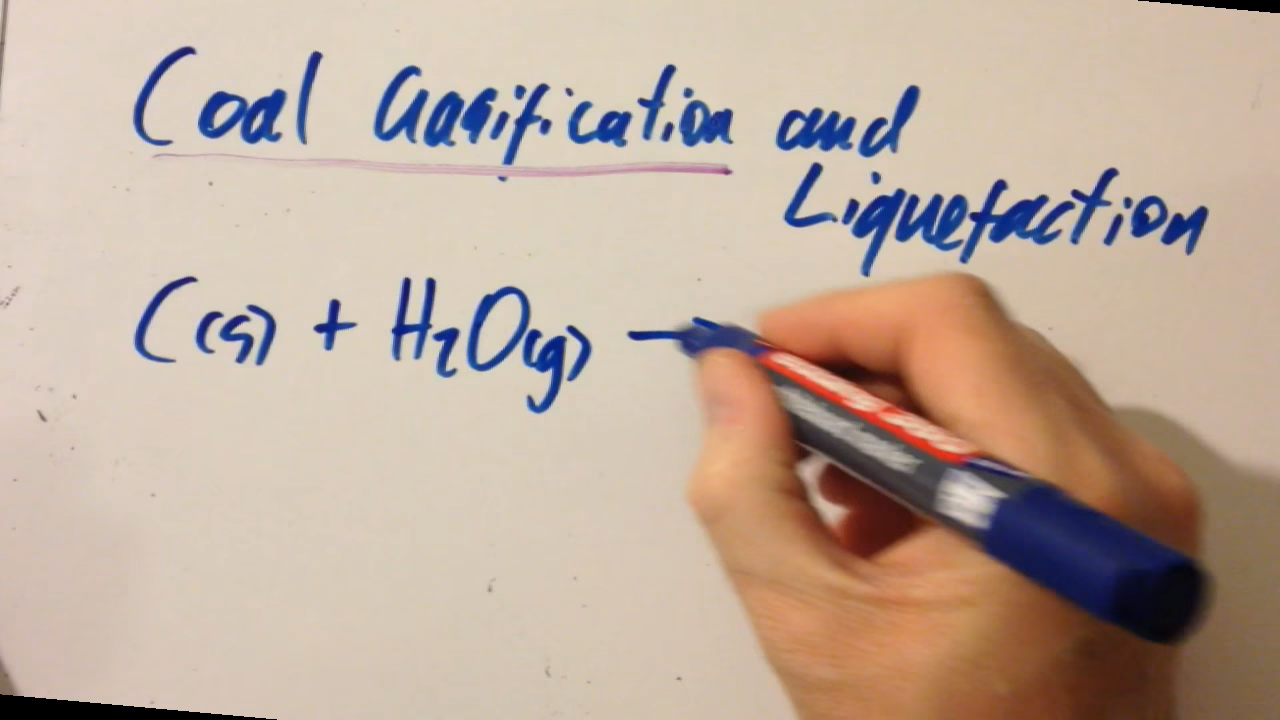 Coal Gasification and
Liquefaction
C(s) + H₂O(g) —